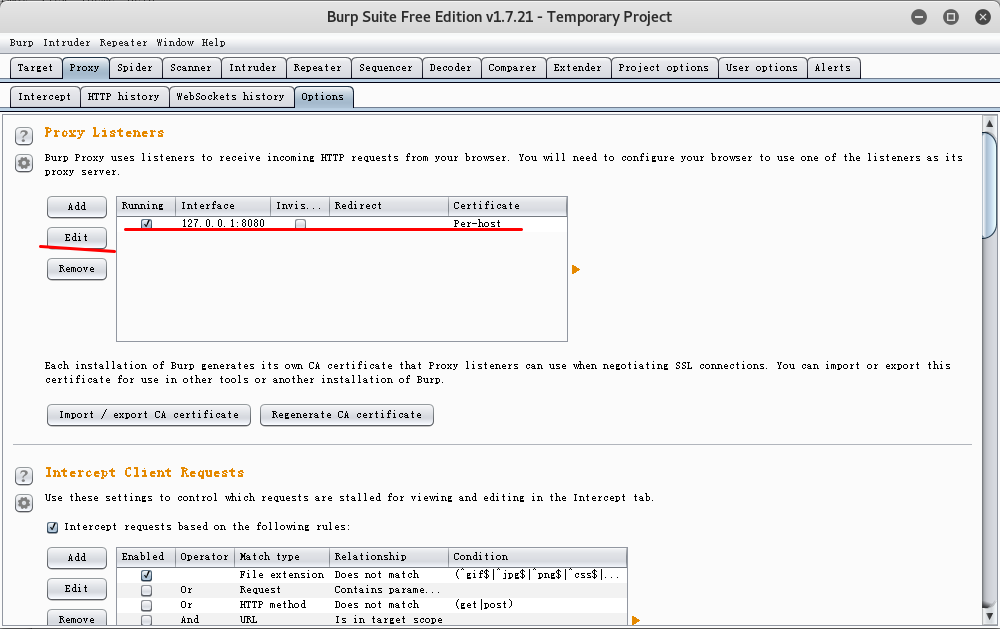 Burp Suite Free Edition v1.7.21 - Temporary Project
Burp Intruder Repeater Window Help
Target Proxy Spider Scanner Intruder Repeater Sequencer Decoder Comparer Extender Project options User options Alerts
Intercept HTTP history WebSockets history Options
? Proxy Listeners
Burp Proxy uses listeners to receive incoming HTTP requests from your browser. You will need to configure your browser to use one of the listeners as its
proxy server.
Add Running Interface Invis... Redirect Certificate
127.0.0.1:8080 Per-host
Edit
Remove
Each installation of Burp generates its own CA certificate that Proxy listeners can use when negotiating SSL connections. You can import or export this
certificate for use in other tools or another installation of Burp.
Import / export CA certificate Regenerate CA certificate
? Intercept Client Requests
Use these settings to control which requests are stalled for viewing and editing in the Intercept tab.
Intercept requests based on the following rules:
Add Enabled Operator Match type Relationship Condition
File extension Does not match (^gif$|^jpg$|^png$|^css$|...
Edit Or Request Contains parame...
Or HTTP method Does not match (get|post)
Remove And URL Is in target scope